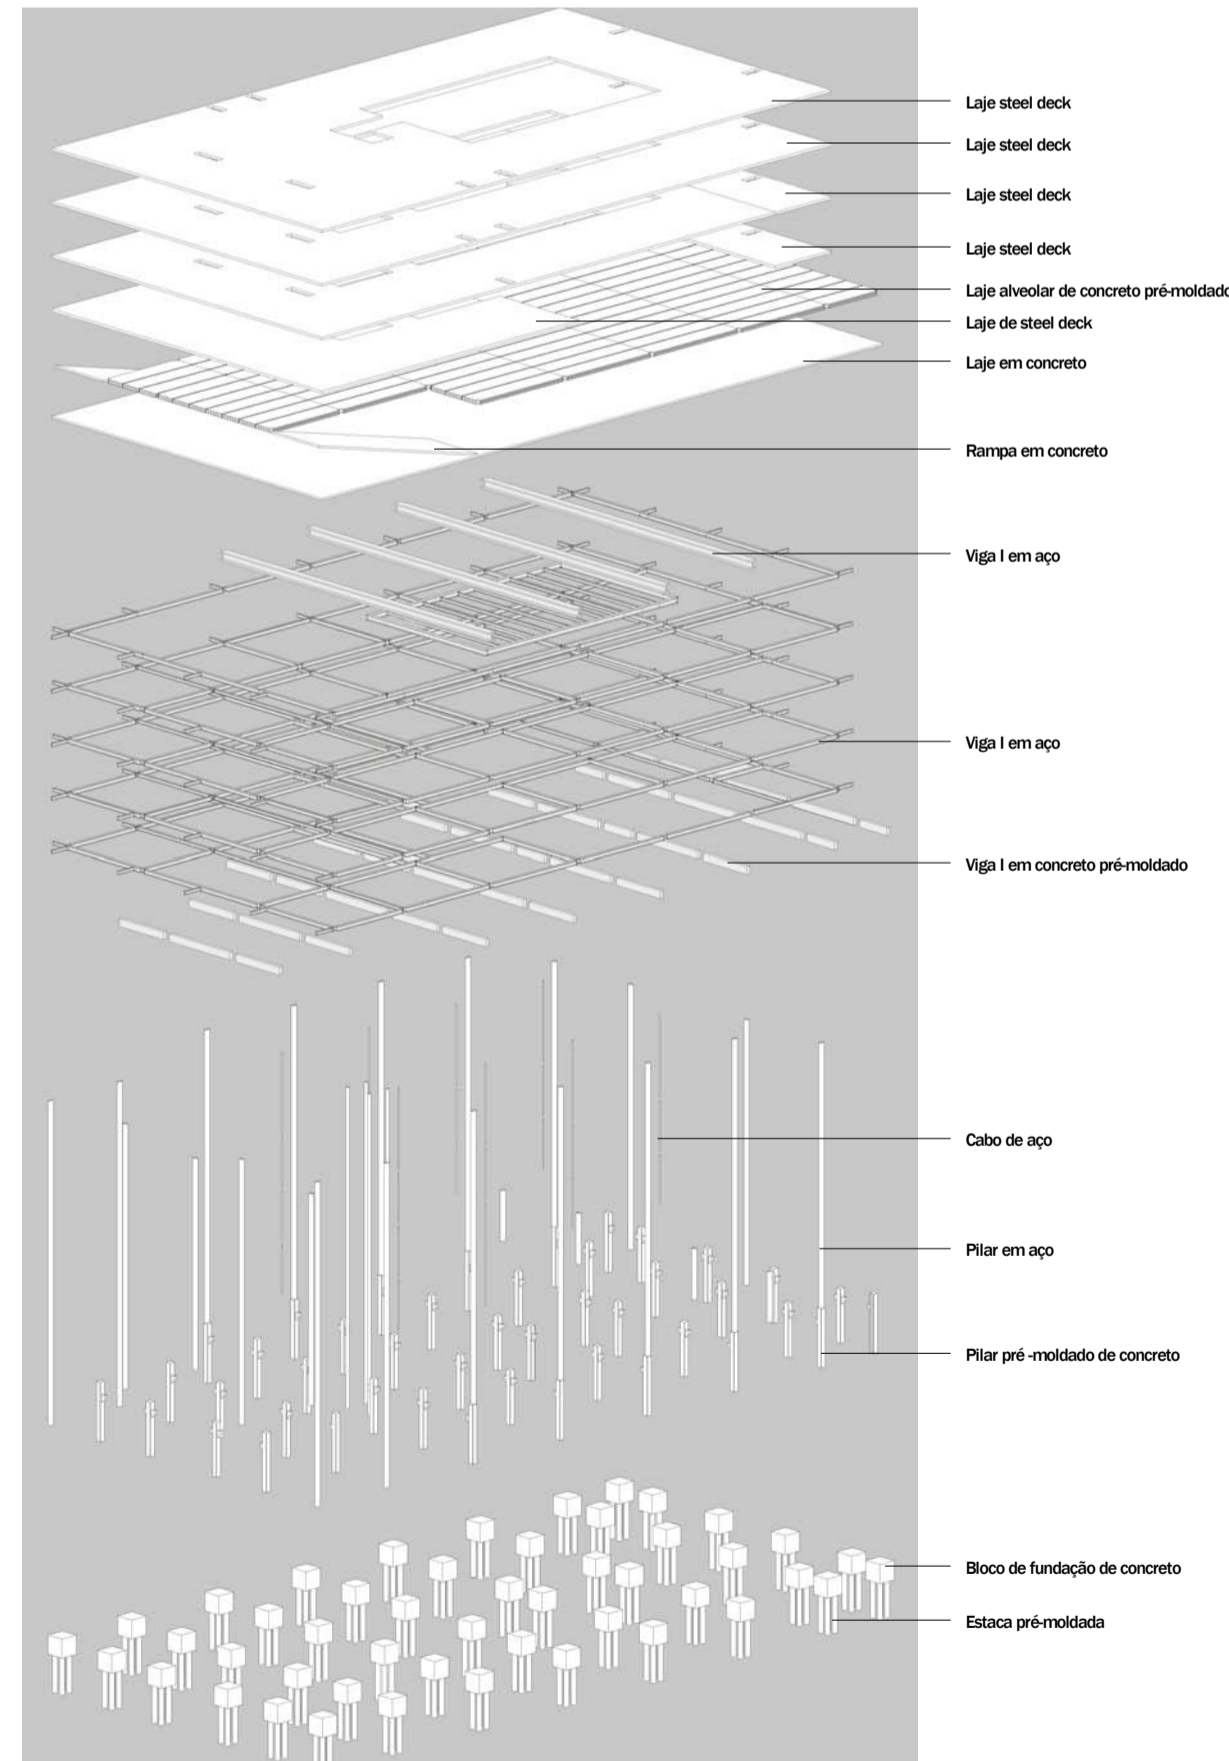 Laje steel deck
Laje steel deck
Laje steel deck
Laje steel deck
Laje alveolar de concreto pré-moldado
Laje de steel deck
Laje em concreto
Rampa em concreto
Viga I em aço
Viga I em aço
Viga I em concreto pré-moldado
Cabo de aço
Pilar em aço
Pilar pré -moldado de concreto
Bloco de fundação de concreto
Estaca pré-moldada